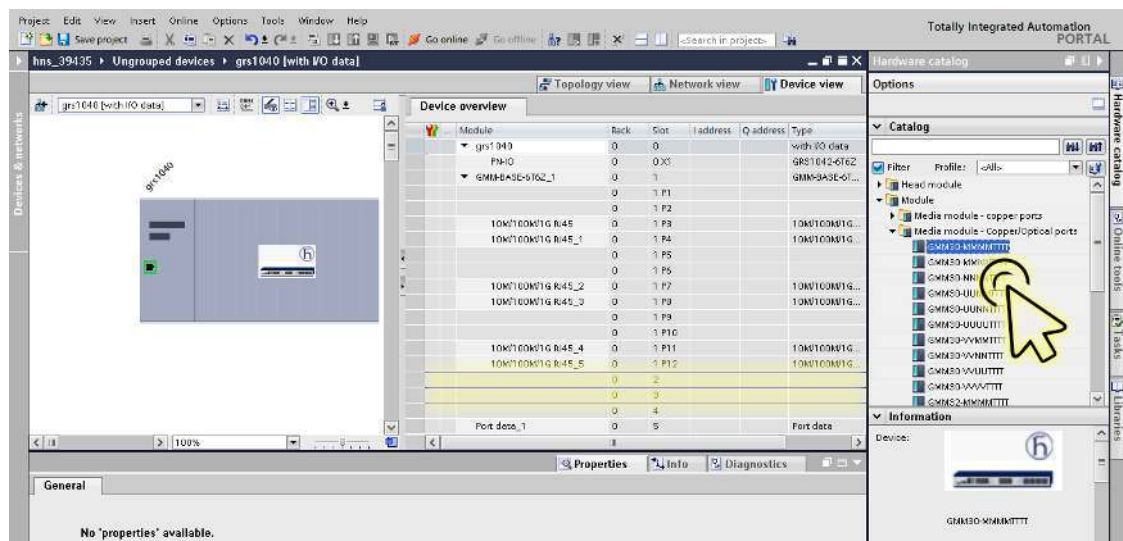 Project Edit View Insert Online Options Tools Window Help
Totally Integrated Automation
PORTAL
Save project
Go online
Go offline
<Search in project>
hns_39435 ▸ Ungrouped devices ▸ grs1040 [with I/O data]
Hardware catalog
Topology view
Network view
Device view
Options
grs1040 [with I/O data]
Device overview
Module Rack Slot I address Q address Type
Catalog
grs1040 0 0 with I/O data
PN-IO 0 0 X1 GRS1042-6T6Z
GMM-BASE-6T6Z_1 0 1 GMM-BASE-6T...
0 1 P1
0 1 P2
10M/100M/1G RJ45 0 1 P3 10M/100M/1G...
10M/100M/1G RJ45_1 0 1 P4 10M/100M/1G...
0 1 P5
0 1 P6
10M/100M/1G RJ45_2 0 1 P7 10M/100M/1G...
10M/100M/1G RJ45_3 0 1 P8 10M/100M/1G...
0 1 P9
0 1 P10
10M/100M/1G RJ45_4 0 1 P11 10M/100M/1G...
10M/100M/1G RJ45_5 0 1 P12 10M/100M/1G...
0 2
0 3
0 4
Port data_1 0 5 Port data
grs1040
100%
Filter Profile: <All>
Head module
Module
Media module - copper ports
Media module - Copper/Optical ports
GMM30-MMMMTTTT
GMM30-UUNNTTTT
GMM30-UUUUTTTT
GMM30-VVMMTTTT
GMM30-VVNNTTTT
GMM30-VVUUTTTT
GMM30-VVVVTTTT
GMM32-MMMMTTTT
Information
Device:
GMM30-MMMMTTTT
Properties
Info
Diagnostics
General
No 'properties' available.
Devices & networks
Hardware catalog
Online tools
Tasks
Libraries